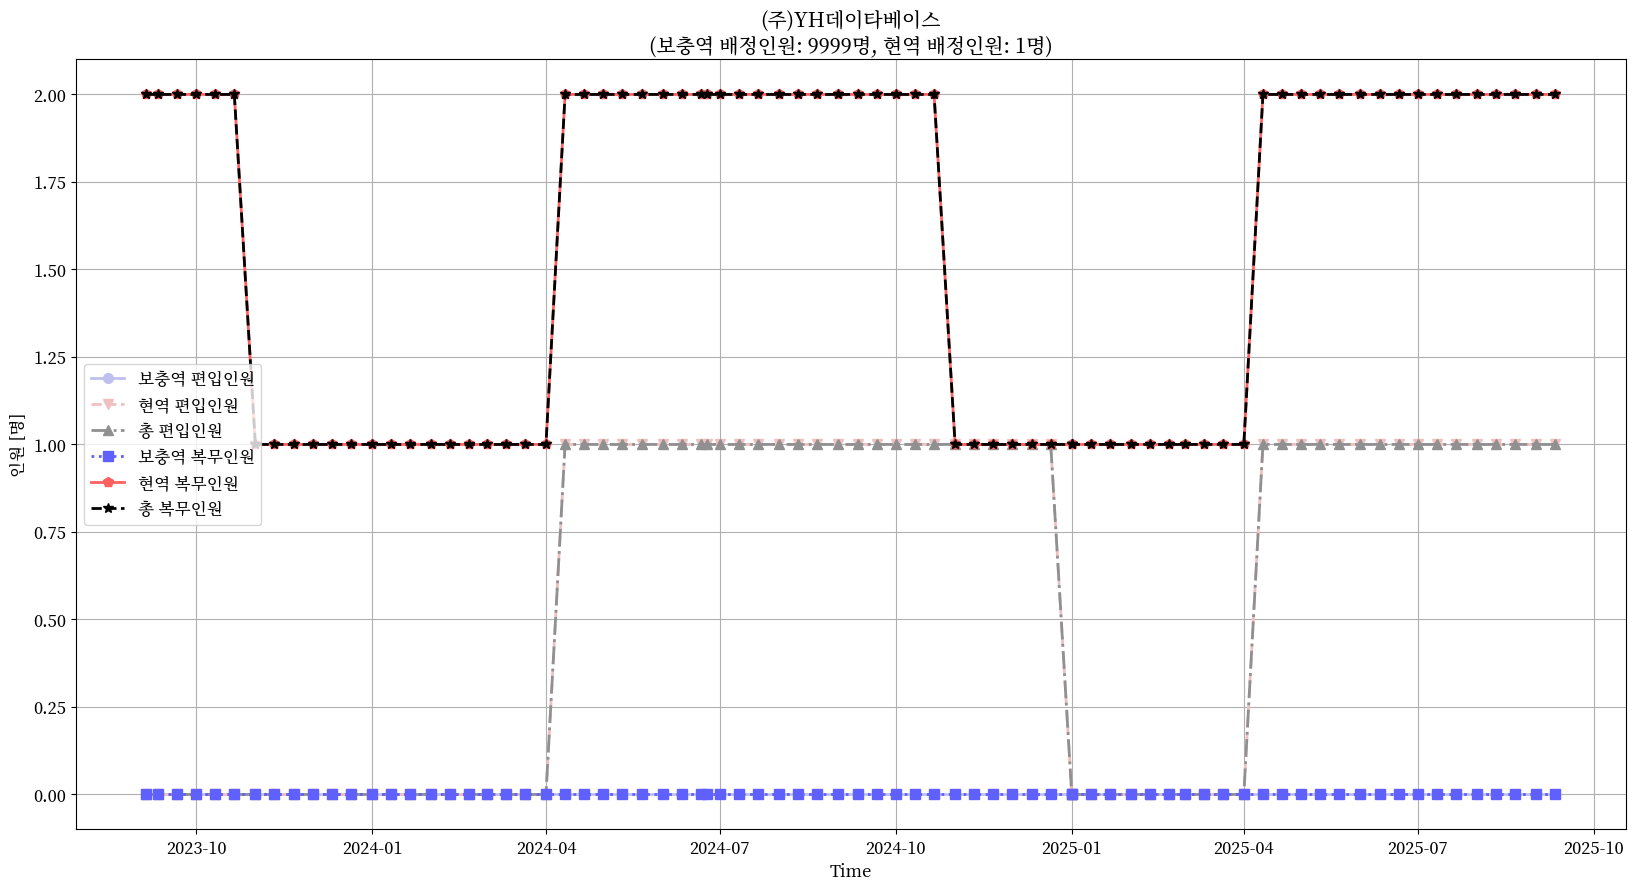 (주)YH데이타베이스
(보충역 배정인원: 9999명, 현역 배정인원: 1명)
인원 [명]
2.00
1.75
1.50
1.25
1.00
0.75
0.50
0.25
0.00
보충역 편입인원
현역 편입인원
총 편입인원
보충역 복무인원
현역 복무인원
총 복무인원
2023-10 2024-01 2024-04 2024-07 2024-10 2025-01 2025-04 2025-07 2025-10
Time